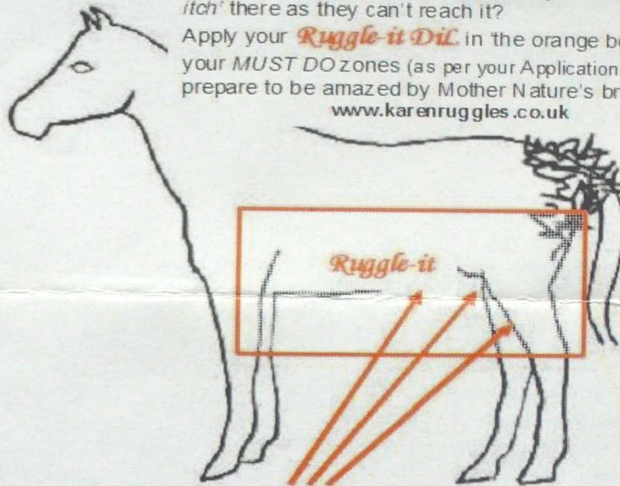 itch' there as they can't reach it?
Apply your Ruggle-it Dil. in the orange
your MUST DO zones (as per your Application
prepare to be amazed by Mother Nature's
www.karenruggles.co.uk
Ruggle-it